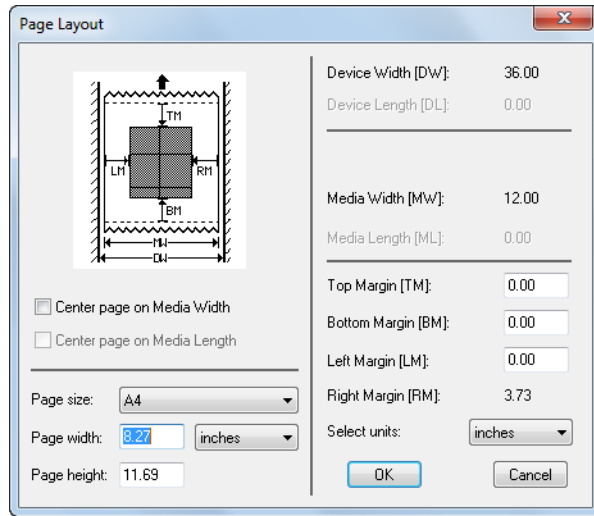 Page Layout
x
TM
LM
RM
BM
MW
DW
Center page on Media Width
Center page on Media Length
Page size: A4
Page width: 8.27 inches
Page height: 11.69
Device Width [DW]: 36.00
Device Length [DL]: 0.00
Media Width [MW]: 12.00
Media Length [ML]: 0.00
Top Margin [TM]: 0.00
Bottom Margin [BM]: 0.00
Left Margin [LM]: 0.00
Right Margin [RM]: 3.73
Select units: inches
OK
Cancel